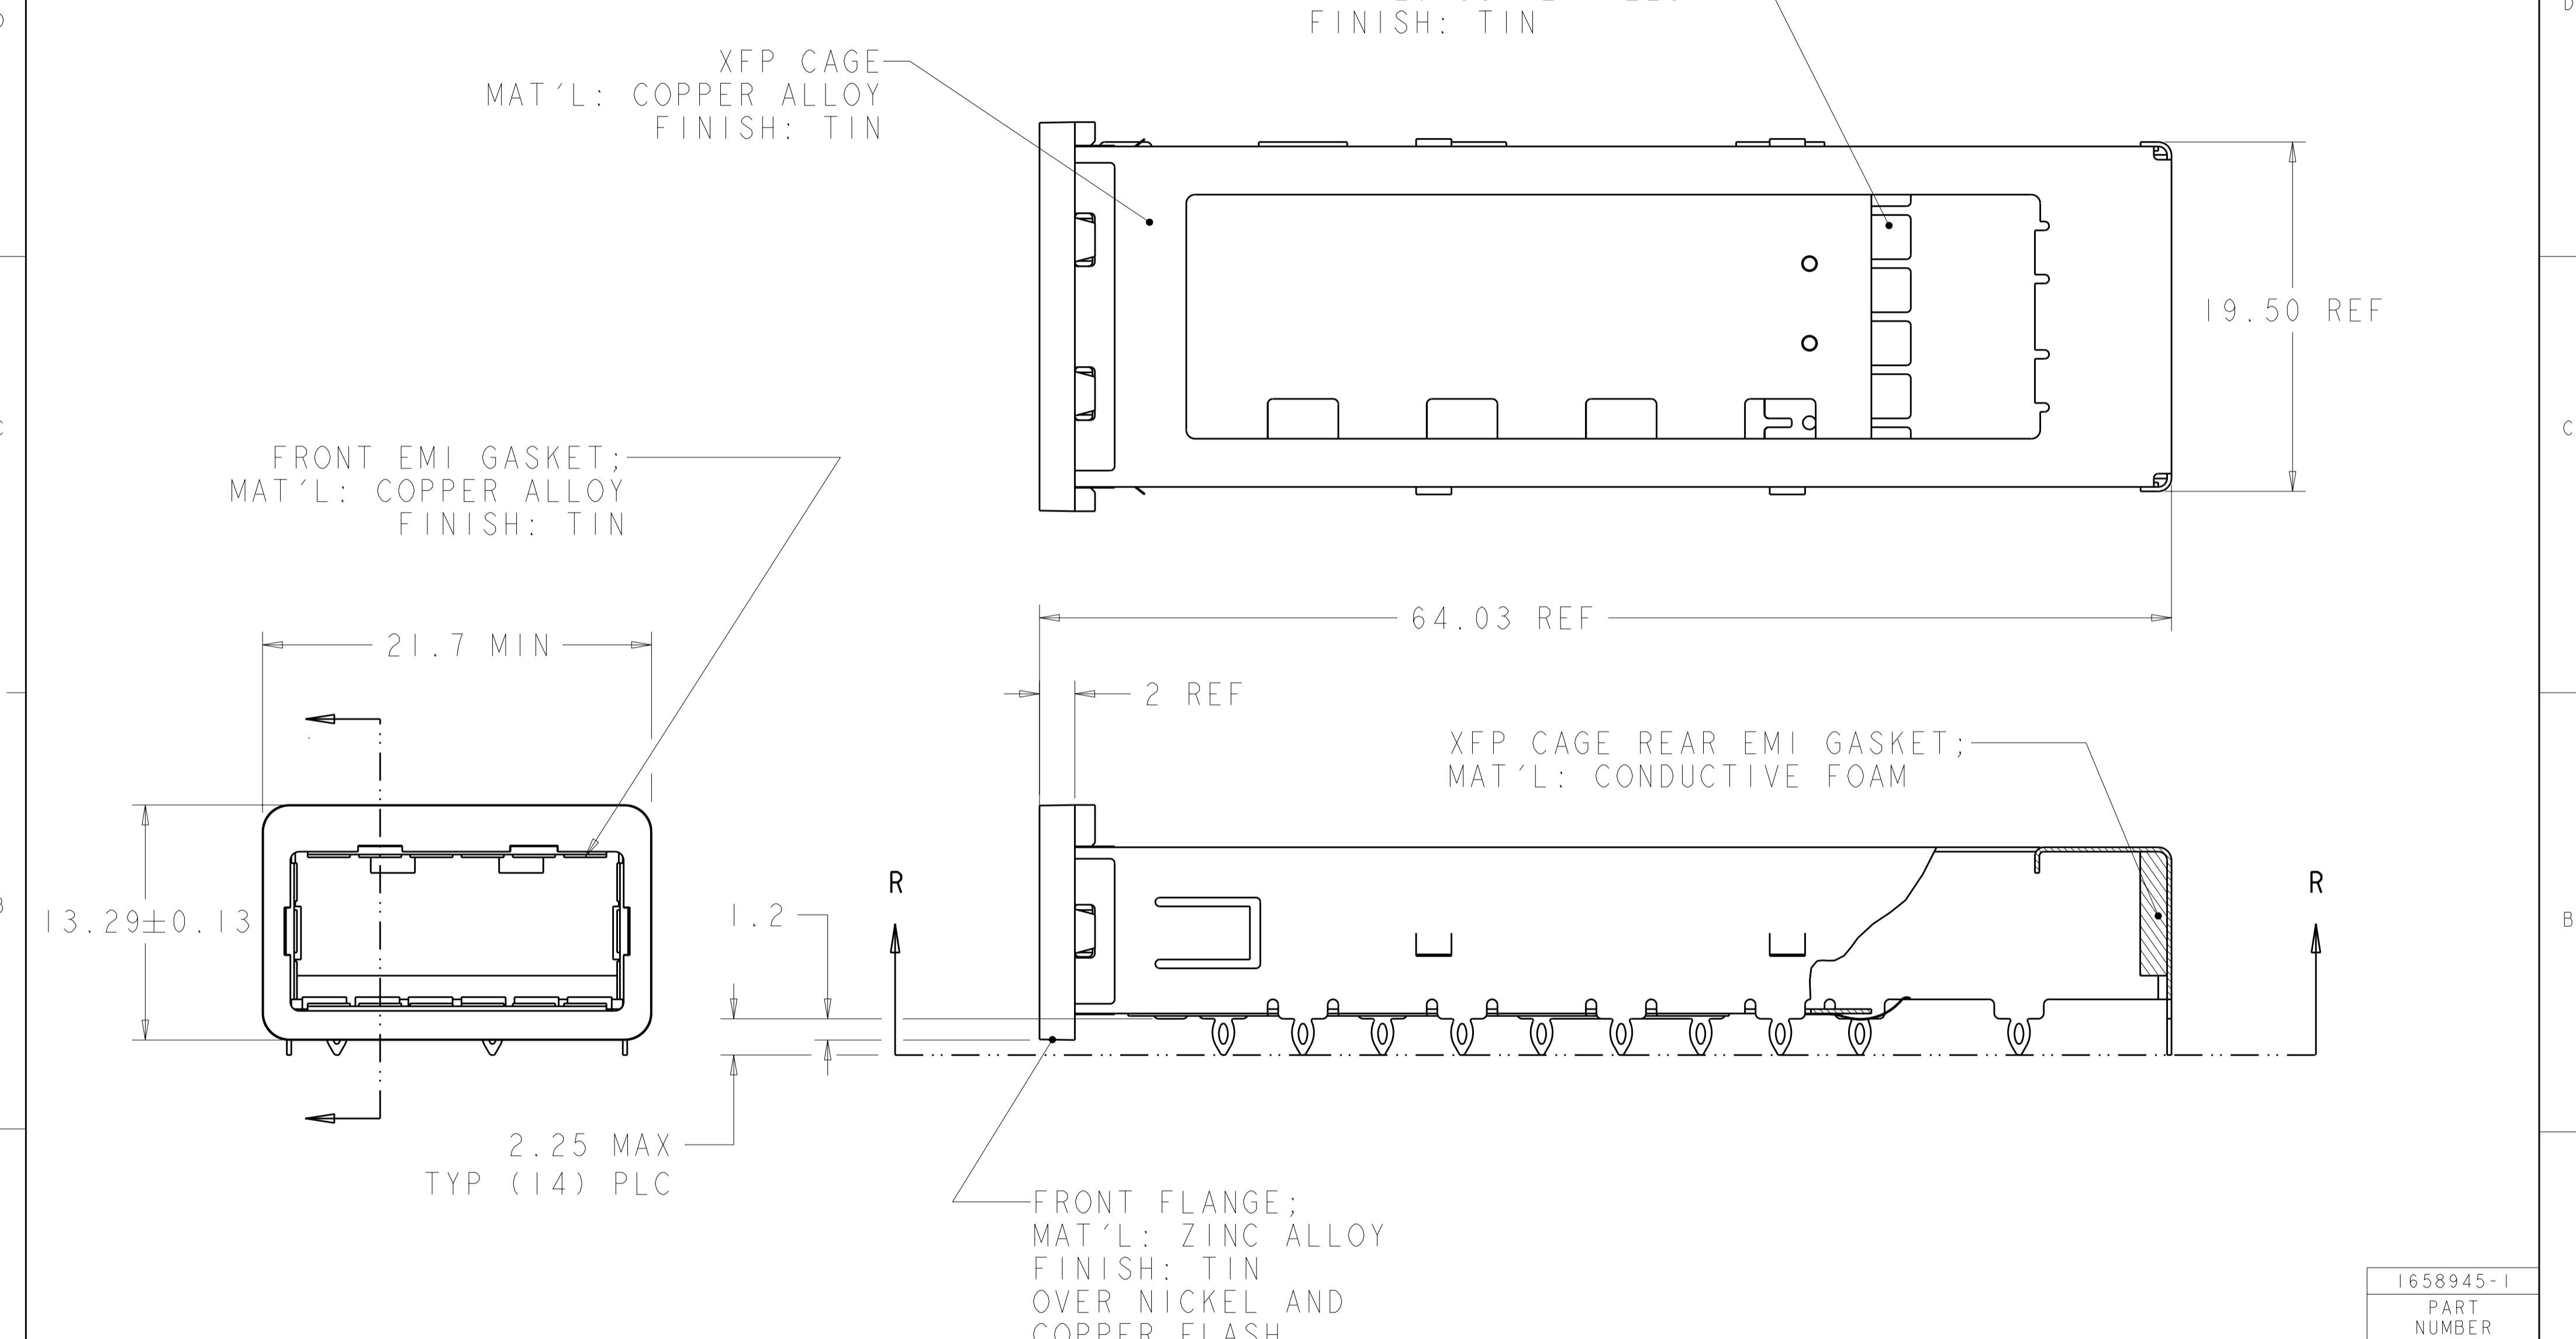 FINISH: TIN
XFP CAGE
MAT'L: COPPER ALLOY
FINISH: TIN
19.50 REF
C
FRONT EMI GASKET;
MAT'L: COPPER ALLOY
FINISH: TIN
64.03 REF
21.7 MIN
2 REF
XFP CAGE REAR EMI GASKET;
MAT'L: CONDUCTIVE FOAM
R
R
13.29±0.13
1.2
B
2.25 MAX
TYP (14) PLC
FRONT FLANGE;
MAT'L: ZINC ALLOY
FINISH: TIN
OVER NICKEL AND
COPPER FLASH
1658945-1
PART
NUMBER